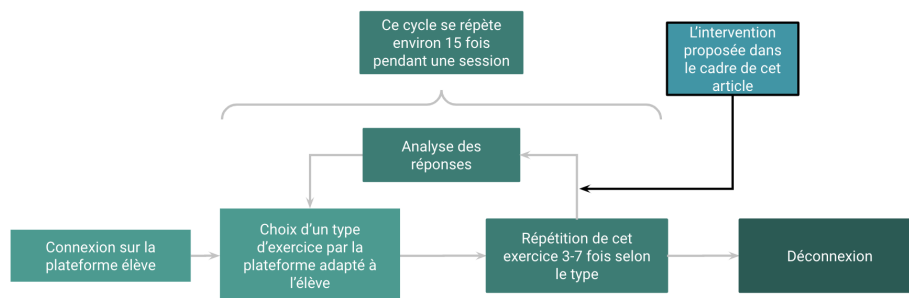 Ce cycle se répète
environ 15 fois
pendant une session
L’intervention
proposée dans
le cadre de cet
article
Analyse des
réponses
Connexion sur la
plateforme élève
Choix d’un type
d’exercice par la
plateforme adapté à
l’élève
Répétition de cet
exercice 3-7 fois selon
le type
Déconnexion